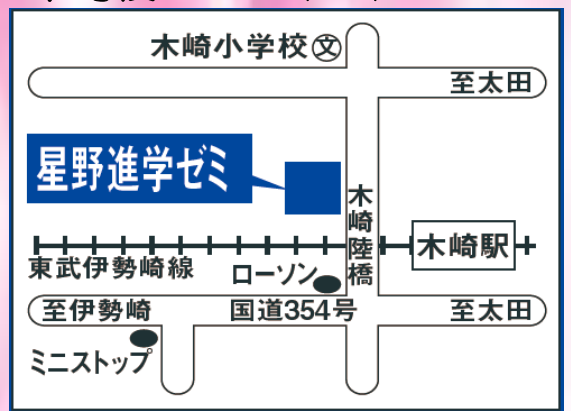 木崎小学校文
至太田
星野進学ゼミ
木崎陸橋
木崎駅
東武伊勢崎線
ローソン
至伊勢崎
国道354号
至太田
ミニストップ